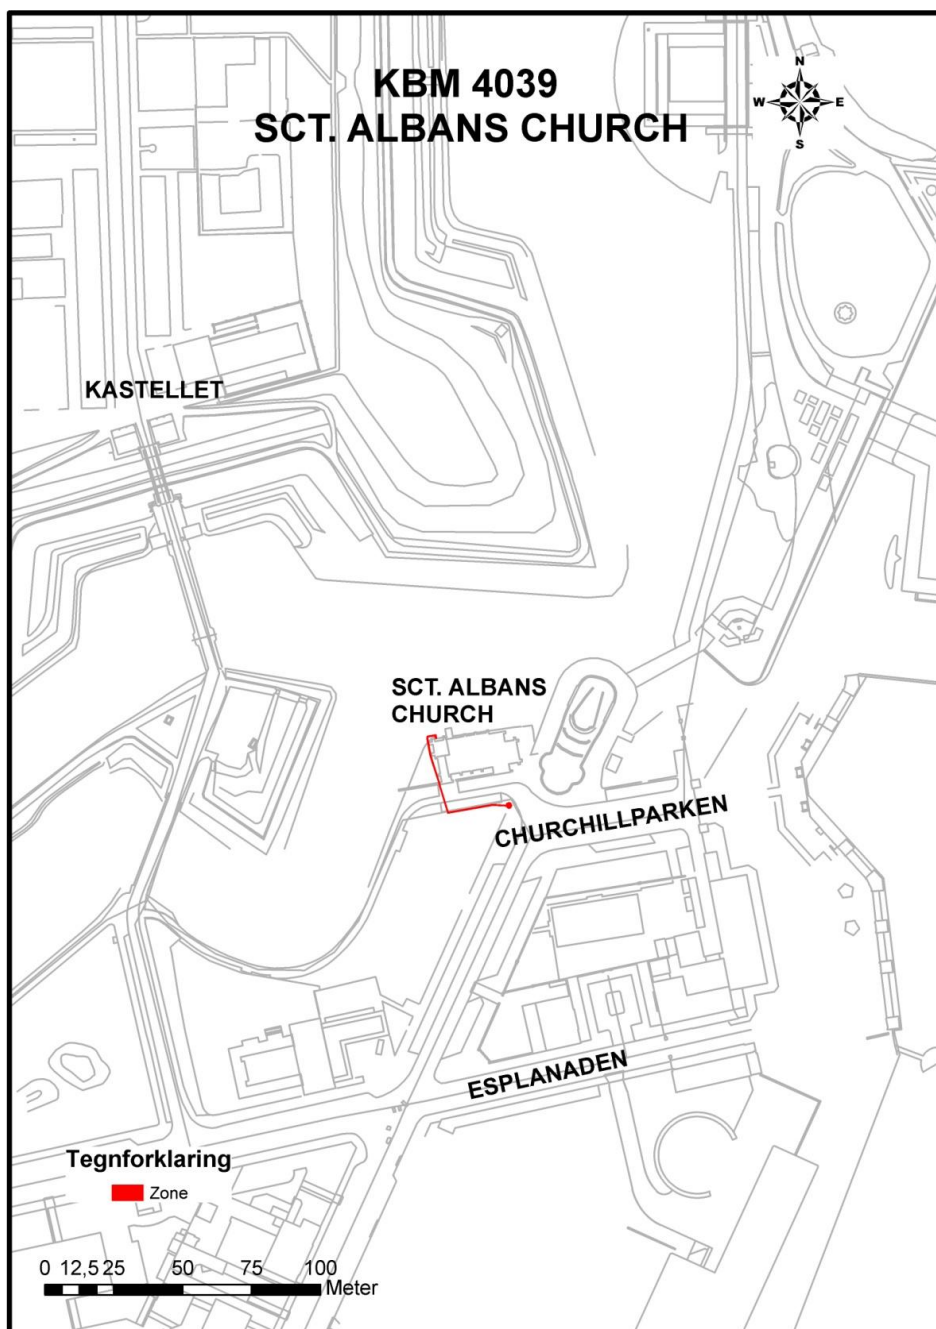 KBM 4039
SCT. ALBANS CHURCH
N
W E
S
KASTELLET
SCT. ALBANS
CHURCH
CHURCHILLPARKEN
ESPLANADEN
Tegnforklaring
Zone
0 12,5 25 50 75 100
Meter